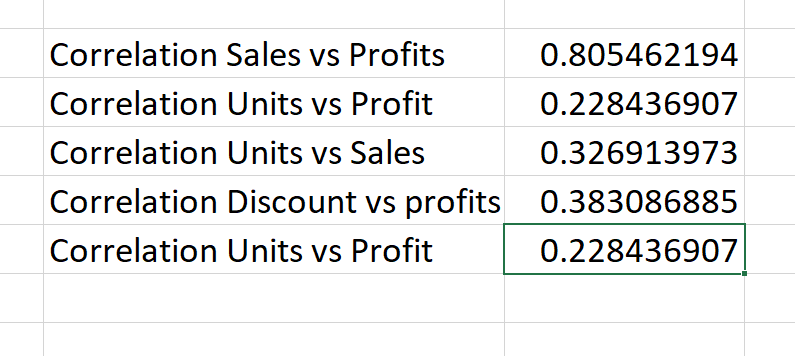 Correlation Sales vs Profits 0.805462194
Correlation Units vs Profit 0.228436907
Correlation Units vs Sales 0.326913973
Correlation Discount vs profits 0.383086885
Correlation Units vs Profit 0.228436907